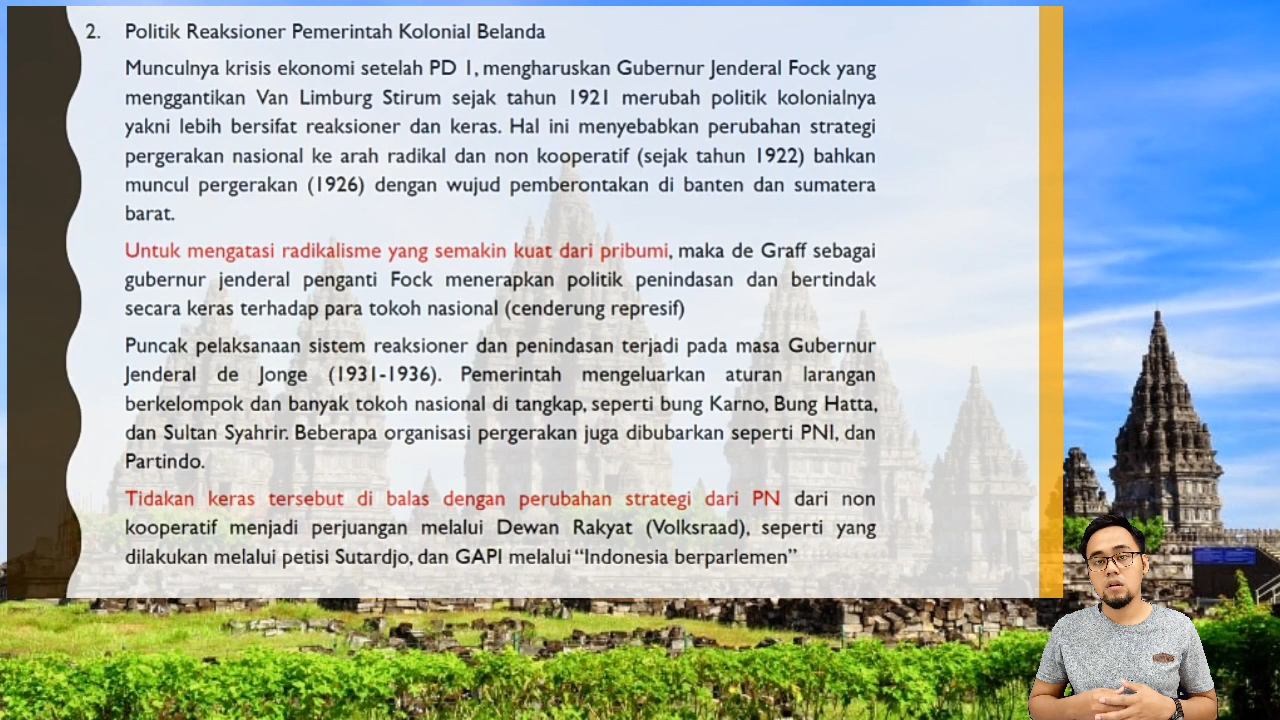 2. Politik Reaksioner Pemerintah Kolonial Belanda
Munculnya krisis ekonomi setelah PD 1, mengharuskan Gubernur Jenderal Fock yang
menggantikan Van Limburg Stirum sejak tahun 1921 merubah politik kolonialnya
yakni lebih bersifat reaksioner dan keras. Hal ini menyebabkan perubahan strategi
pergerakan nasional ke arah radikal dan non kooperatif (sejak tahun 1922) bahkan
muncul pergerakan (1926) dengan wujud pemberontakan di banten dan sumatera
barat.
Untuk mengatasi radikalisme yang semakin kuat dari pribumi, maka de Graff sebagai
gubernur jenderal penganti Fock menerapkan politik penindasan dan bertindak
secara keras terhadap para tokoh nasional (cenderung represif)
Puncak pelaksanaan sistem reaksioner dan penindasan terjadi pada masa Gubernur
Jenderal de Jonge (1931-1936). Pemerintah mengeluarkan aturan larangan
berkelompok dan banyak tokoh nasional di tangkap, seperti bung Karno, Bung Hatta,
dan Sultan Syahrir. Beberapa organisasi pergerakan juga dibubarkan seperti PNI, dan
Partindo.
Tidakan keras tersebut di balas dengan perubahan strategi dari PN dari non
kooperatif menjadi perjuangan melalui Dewan Rakyat (Volksraad), seperti yang
dilakukan melalui petisi Sutardjo, dan GAPI melalui “Indonesia berparlemen”